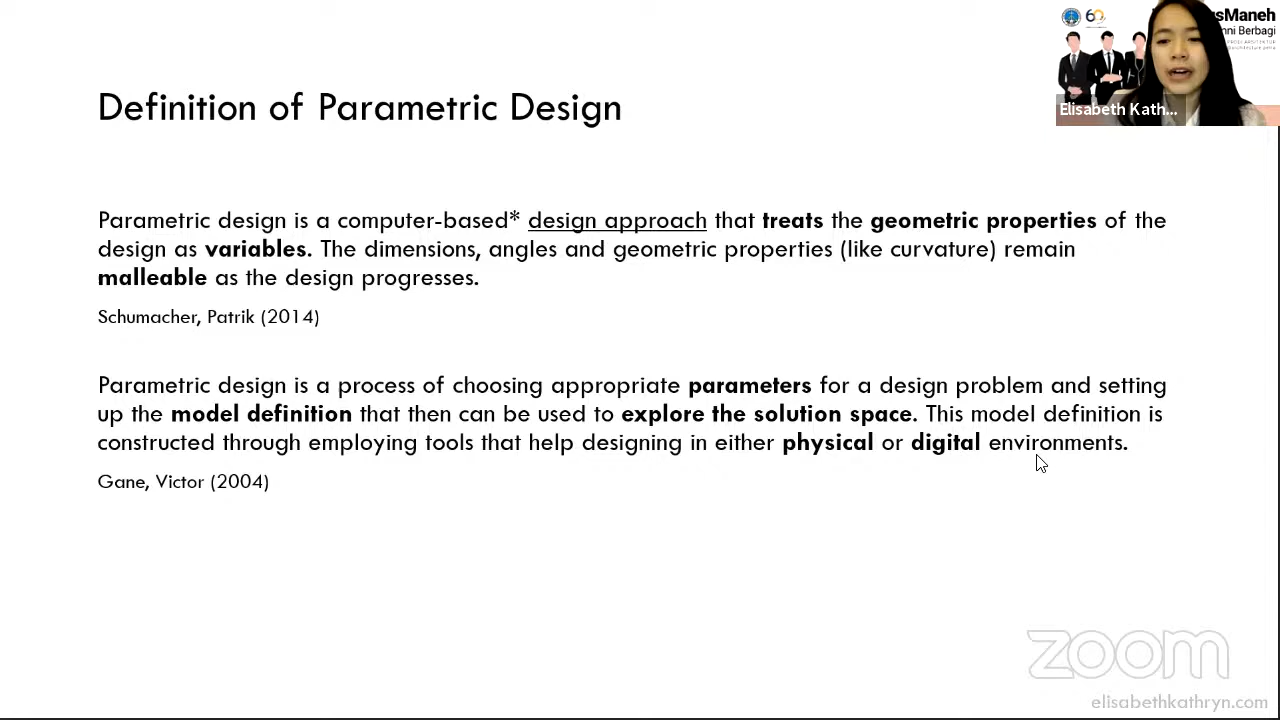 Definition of Parametric Design
Parametric design is a computer-based* design approach that treats the geometric properties of the
design as variables. The dimensions, angles and geometric properties (like curvature) remain
malleable as the design progresses.
Schumacher, Patrik (2014)
Parametric design is a process of choosing appropriate parameters for a design problem and setting
up the model definition that then can be used to explore the solution space. This model definition is
constructed through employing tools that help designing in either physical or digital environments.
Gane, Victor (2004)
60
sManeh
Berbagi
Elisabeth Kath...
zoom
elisabethkathryn.com